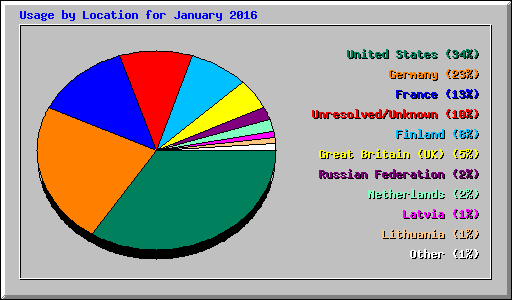 Usage by Location for January 2016
United States (34%)
Germany (23%)
France (13%)
Unresolved/Unknown (10%)
Finland (8%)
Great Britain (UK) (5%)
Russian Federation (2%)
Netherlands (2%)
Latvia (1%)
Lithuania (1%)
Other (1%)